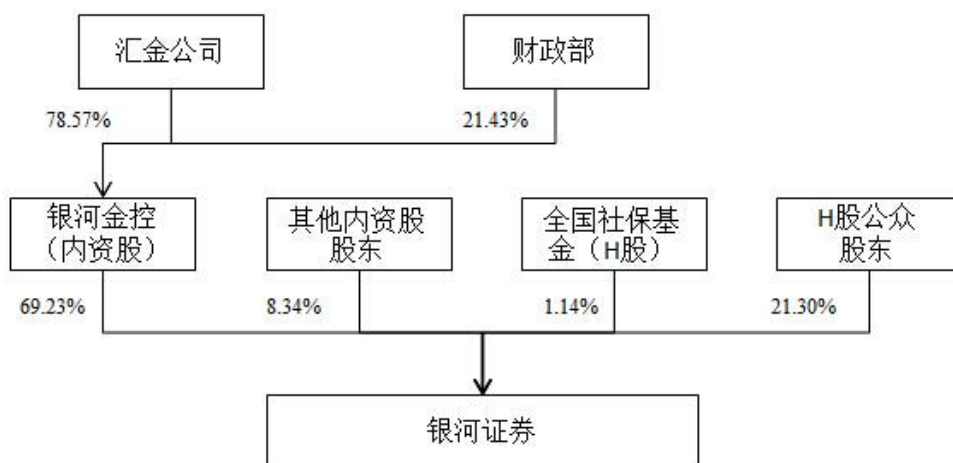 汇金公司
财政部
78.57%
21.43%
银河金控
（内资股）
其他内资股
股东
全国社保基
金（H股）
H股公众
股东
69.23%
8.34%
1.14%
21.30%
银河证券